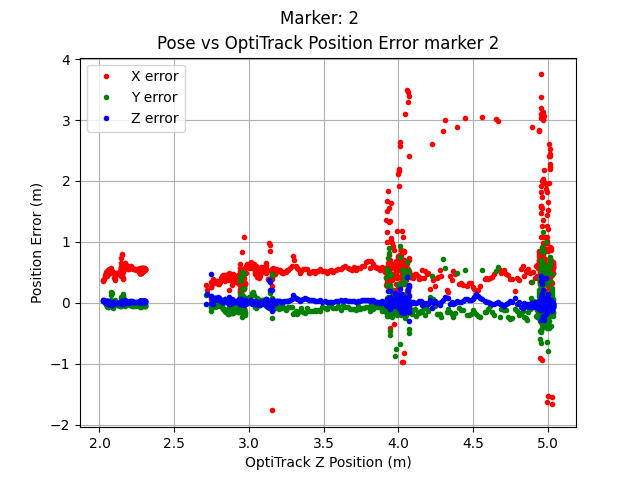 Marker: 2
Pose vs OptiTrack Position Error marker 2
X error
Y error
Z error
Position Error (m)
4
3
2
1
0
−1
−2
2.0 2.5 3.0 3.5 4.0 4.5 5.0
OptiTrack Z Position (m)